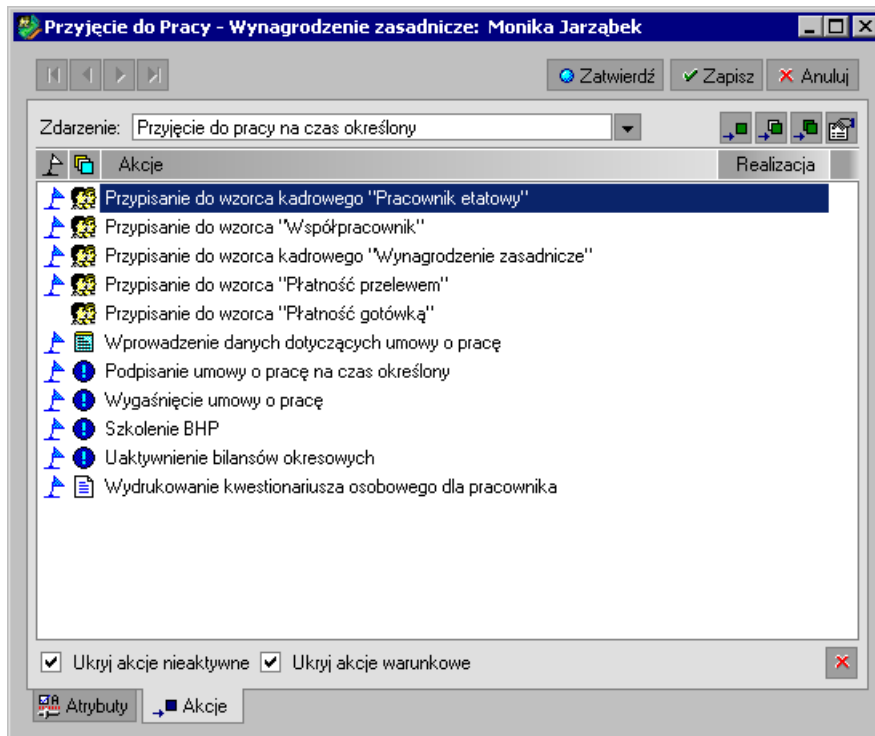 Przyjęcie do Pracy - Wynagrodzenie zasadnicze: Monika Jarząbek
Zatwierdź Zapisz Anuluj
Zdarzenie: Przyjęcie do pracy na czas określony
Akcje Realizacja
Przypisanie do wzorca kadrowego "Pracownik etatowy"
Przypisanie do wzorca "Współpracownik"
Przypisanie do wzorca kadrowego "Wynagrodzenie zasadnicze"
Przypisanie do wzorca "Płatność przelewem"
Przypisanie do wzorca "Płatność gotówką"
Wprowadzenie danych dotyczących umowy o pracę
Podpisanie umowy o pracę na czas określony
Wygaśnięcie umowy o pracę
Szkolenie BHP
Uaktywnienie bilansów okresowych
Wydrukowanie kwestionariusza osobowego dla pracownika
Ukryj akcje nieaktywne Ukryj akcje warunkowe
Atrybuty Akcje